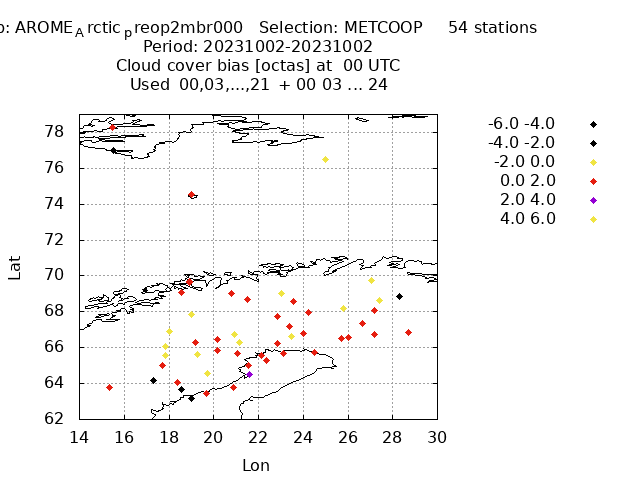 p: AROME_Arctic_preop2mbr000 Selection: METCOOP 54 stations
Period: 20231002-20231002
Cloud cover bias [octas] at 00 UTC
Used 00,03,...,21 + 00 03 ... 24
-6.0 -4.0
-4.0 -2.0
-2.0 0.0
0.0 2.0
2.0 4.0
4.0 6.0
Lat
78
76
74
72
70
68
66
64
62
14 16 18 20 22 24 26 28 30
Lon